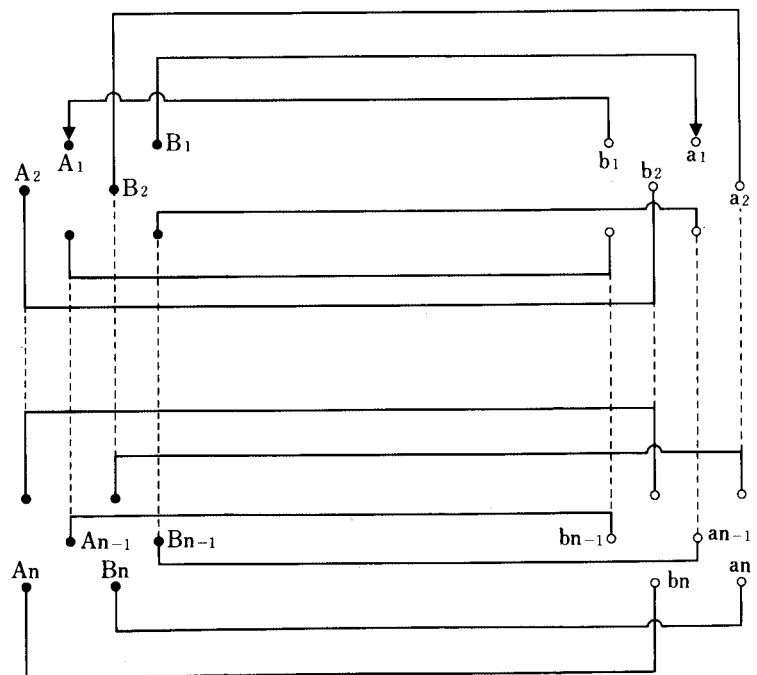 A1 B1 b1 a1
A2 B2 b2 a2
An−1 Bn−1 bn−1 an−1
An Bn bn an